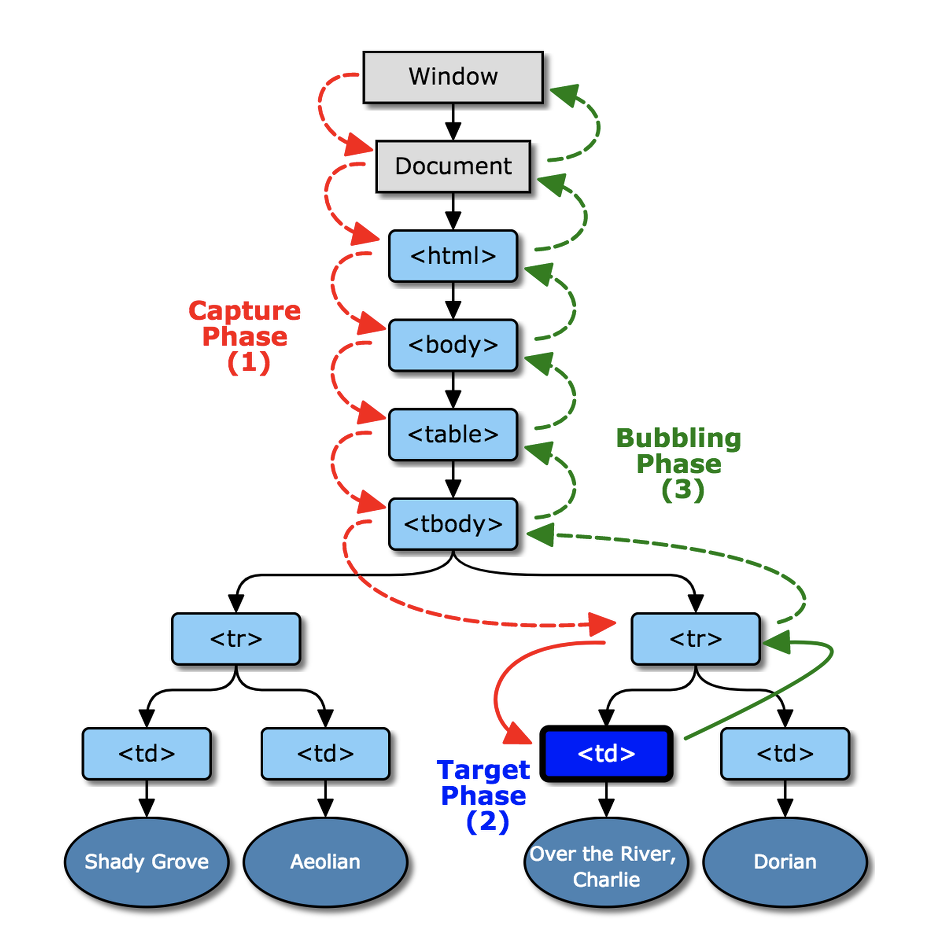 Window
Document
<html>
Capture
Phase
(1)
<body>
<table>
Bubbling
Phase
(3)
<tbody>
<tr>
<tr>
<td>
<td>
<td>
<td>
Target
Phase
(2)
Shady Grove
Aeolian
Over the River,
Charlie
Dorian